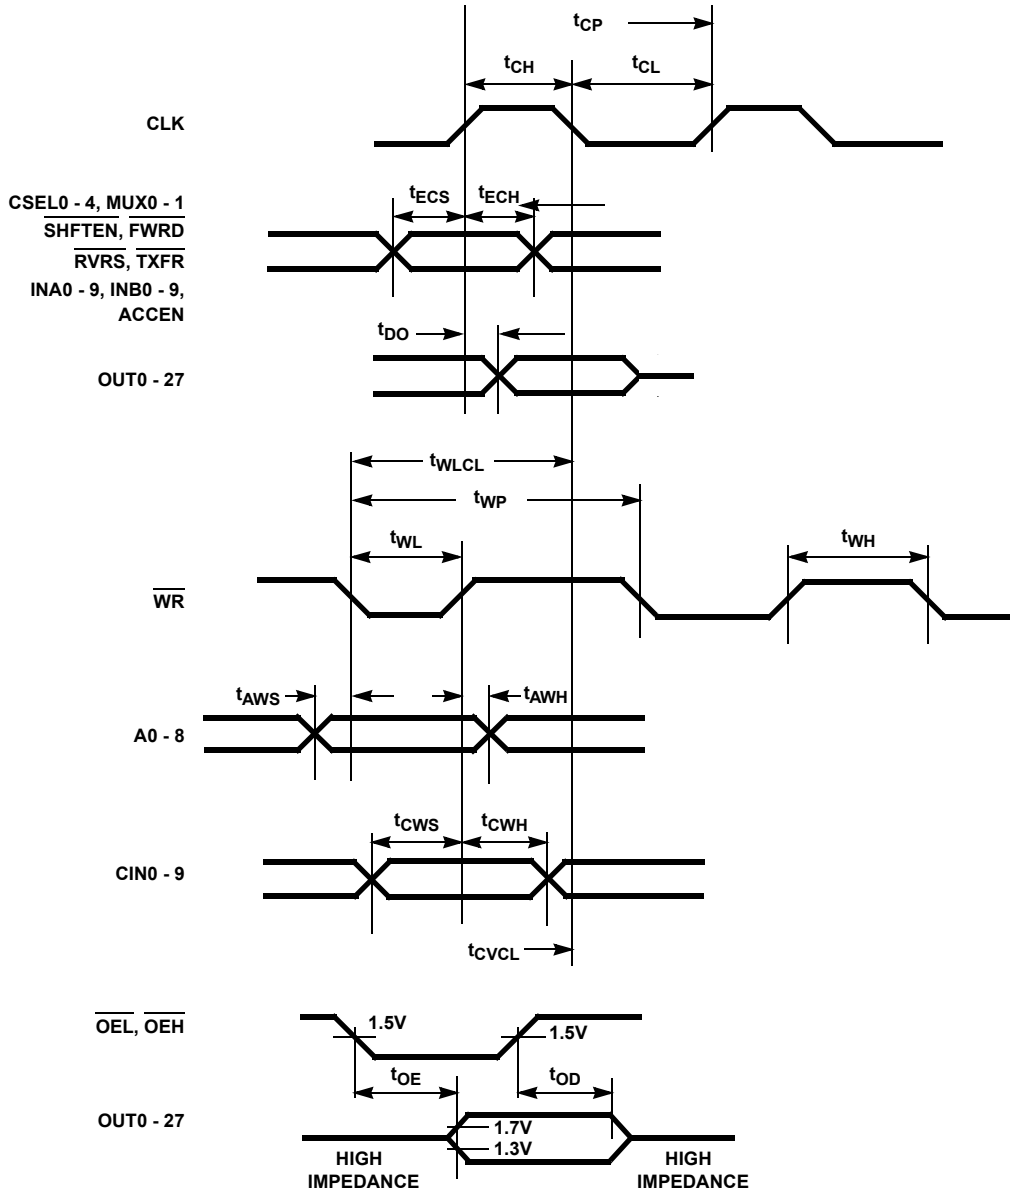 tCP
tCH
tCL
CLK
tECS
tECH
CSEL0 - 4, MUX0 - 1
SHFTEN, FWRD
RVRS, TXFR
INA0 - 9, INB0 - 9,
ACCEN
tDO
OUT0 - 27
tWLCL
tWP
tWL
tWH
WR
tAWS
tAWH
A0 - 8
tCWS
tCWH
CIN0 - 9
tCVCL
OEL, OEH
1.5V
1.5V
tOE
tOD
OUT0 - 27
1.7V
1.3V
HIGH
IMPEDANCE
HIGH
IMPEDANCE